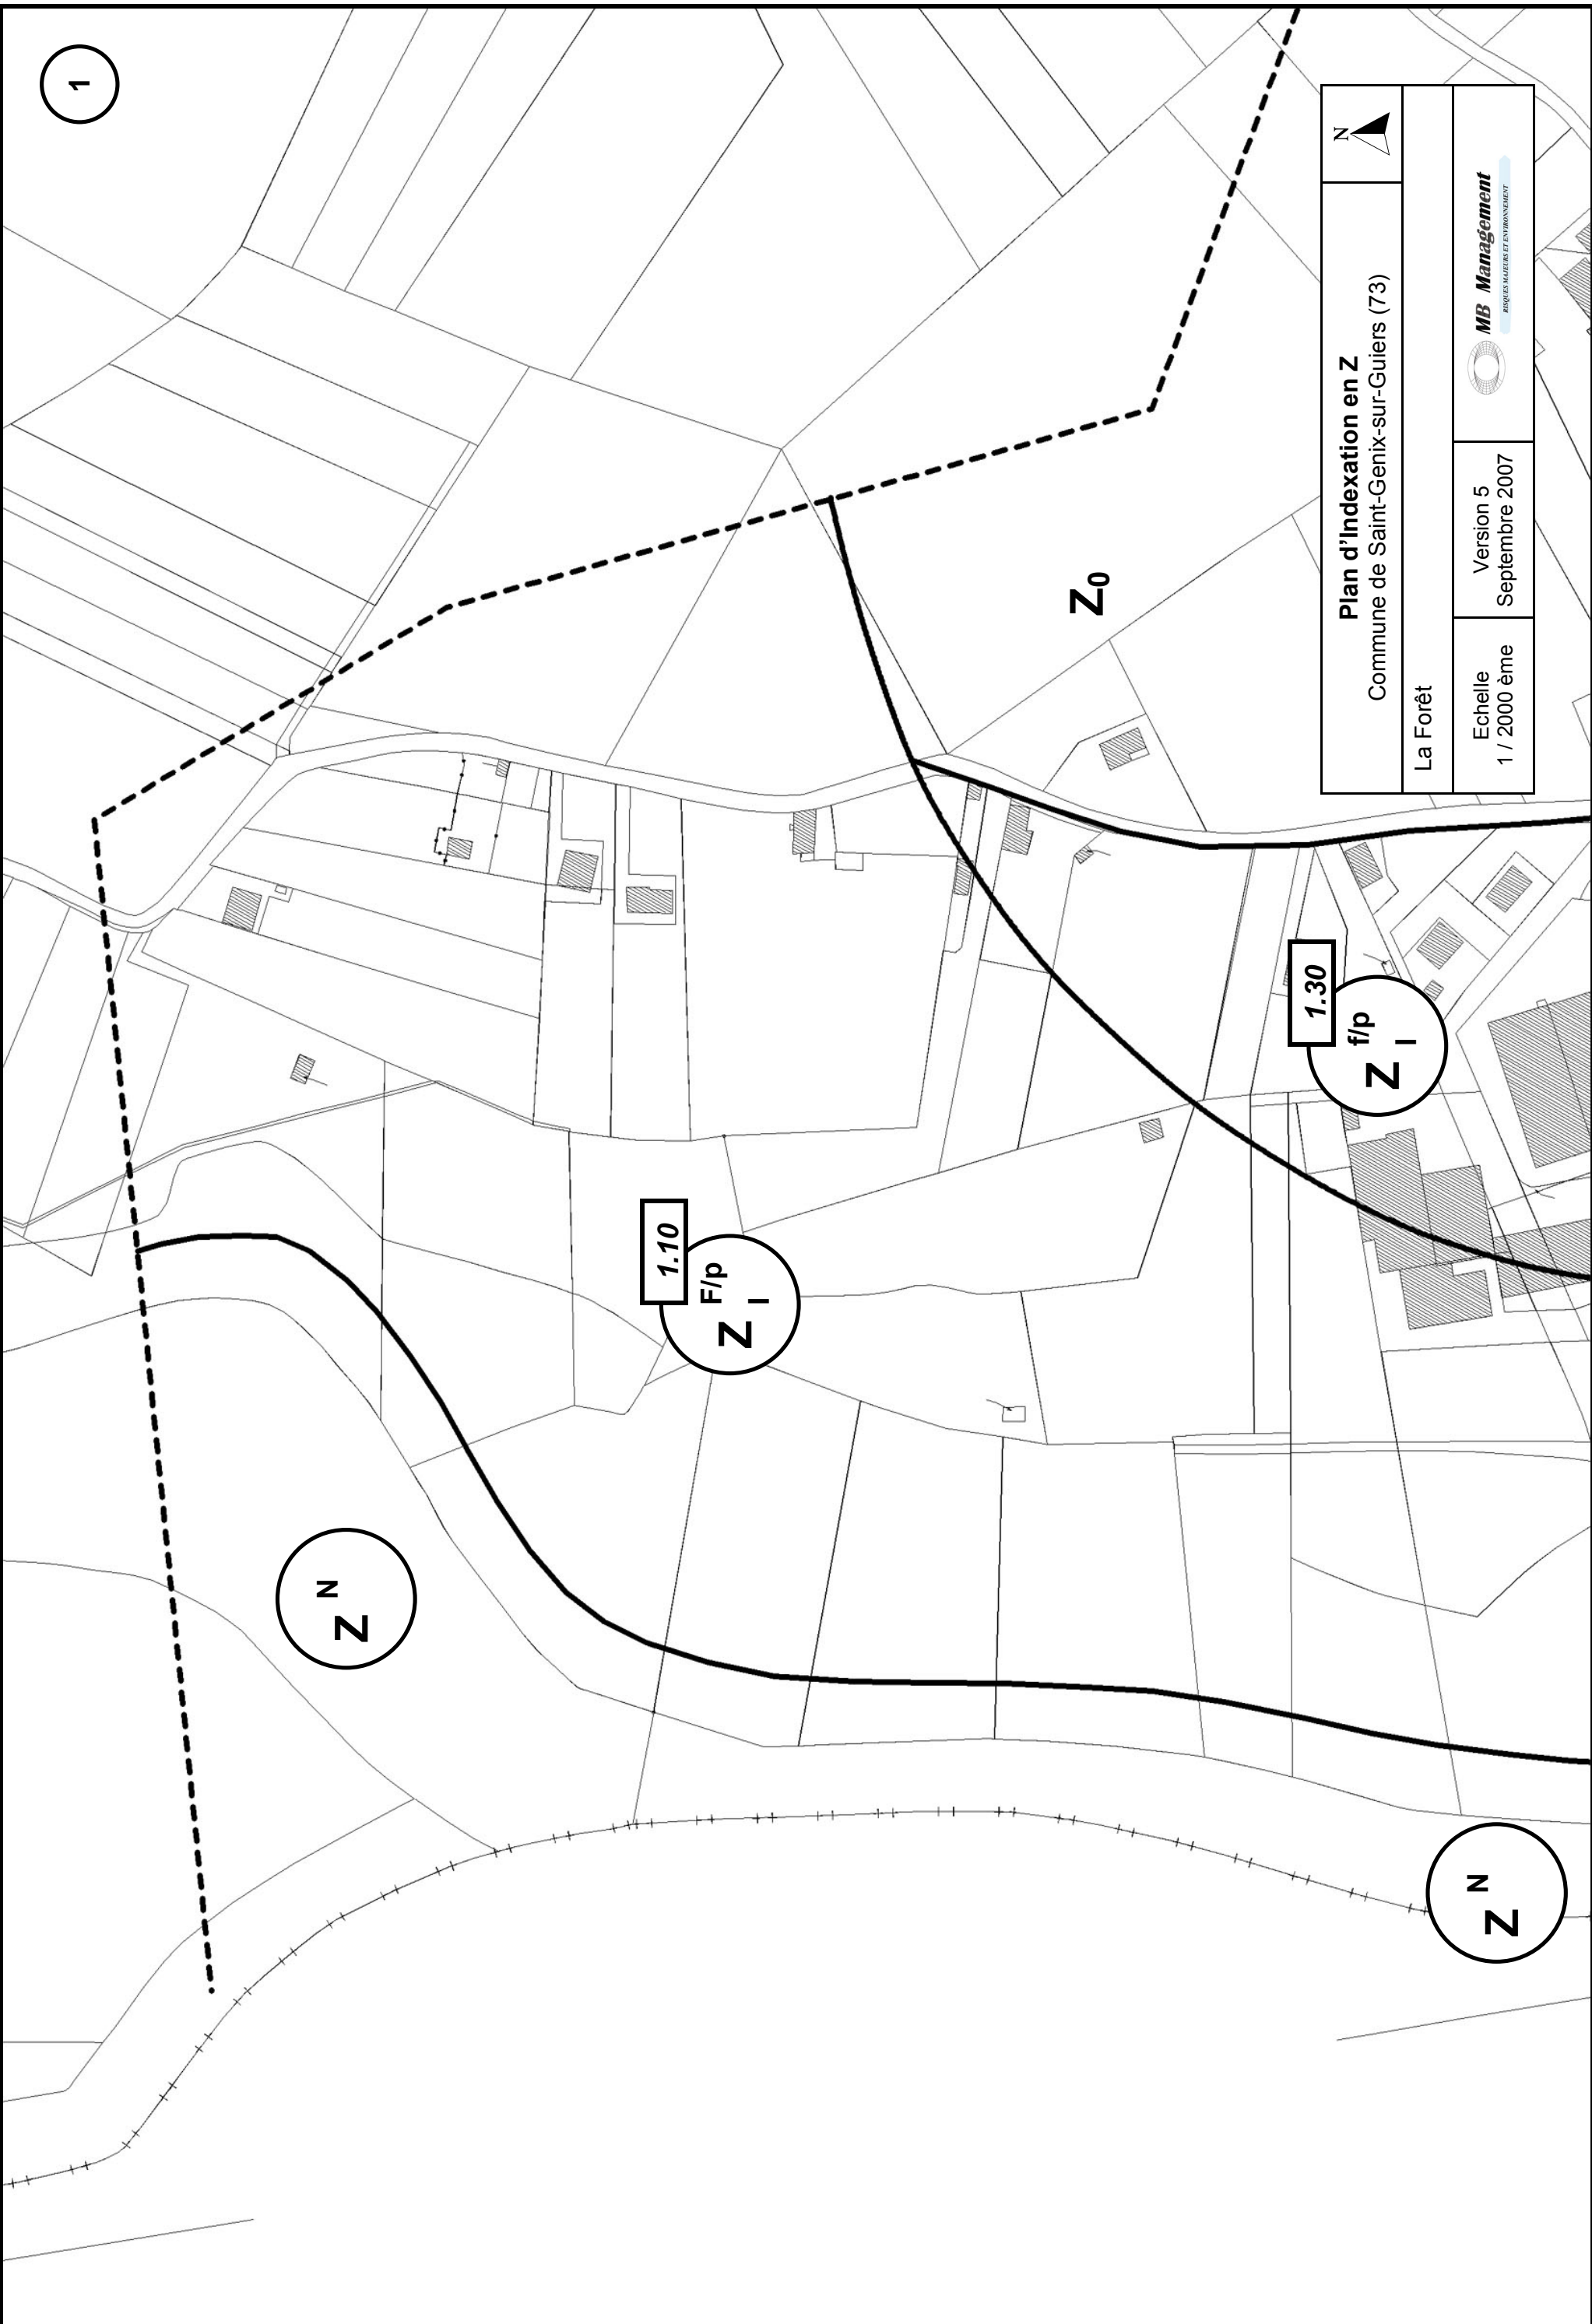 1
Z N
1.10
Z F/p I
Z0
1.30
Z f/p I
Z N
Plan d'Indexation en Z
Commune de Saint-Genix-sur-Guiers (73)
N
La Forêt
Echelle
1 / 2000 ème
Version 5
Septembre 2007
MB Management
RISQUES MAJEURS ET ENVIRONNEMENT